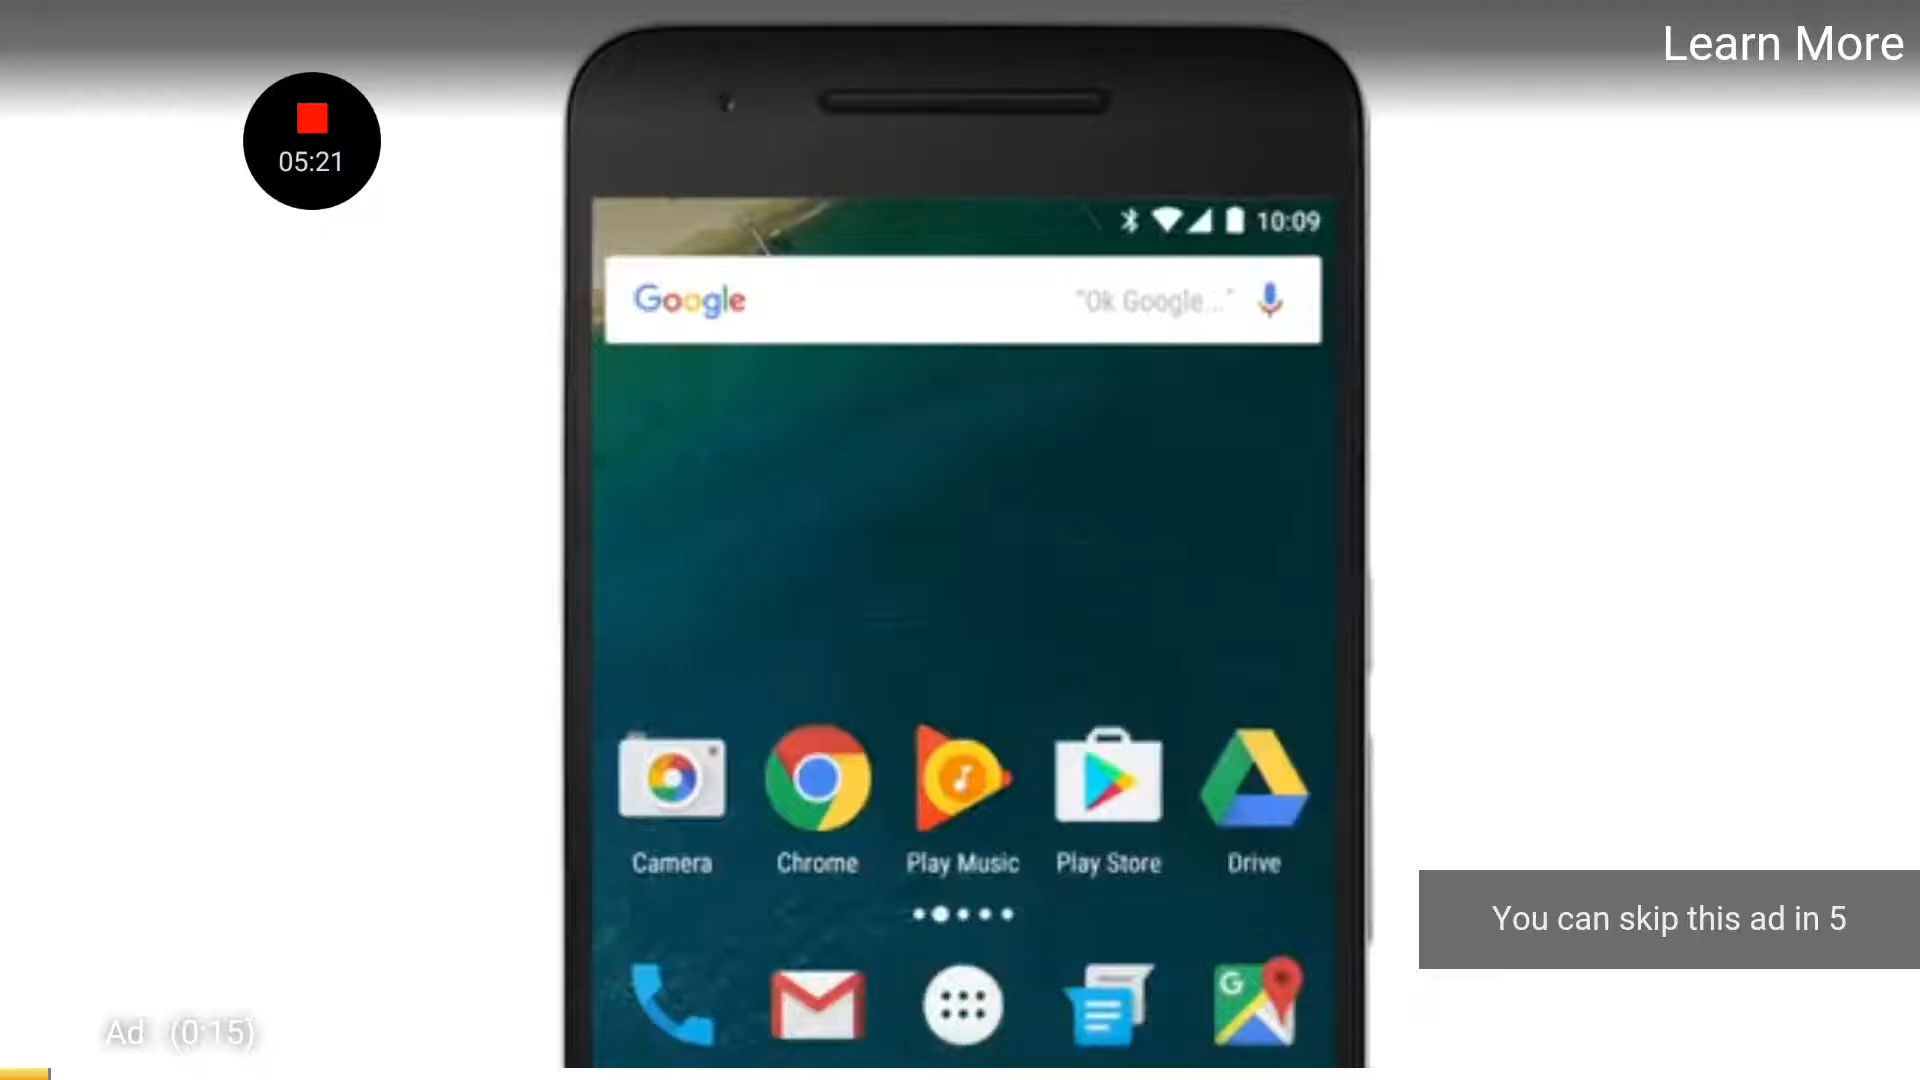 Learn More
05:21
10:09
Google "Ok Google..."
Camera Chrome Play Music Play Store Drive
You can skip this ad in 5
G
Ad (0:15)